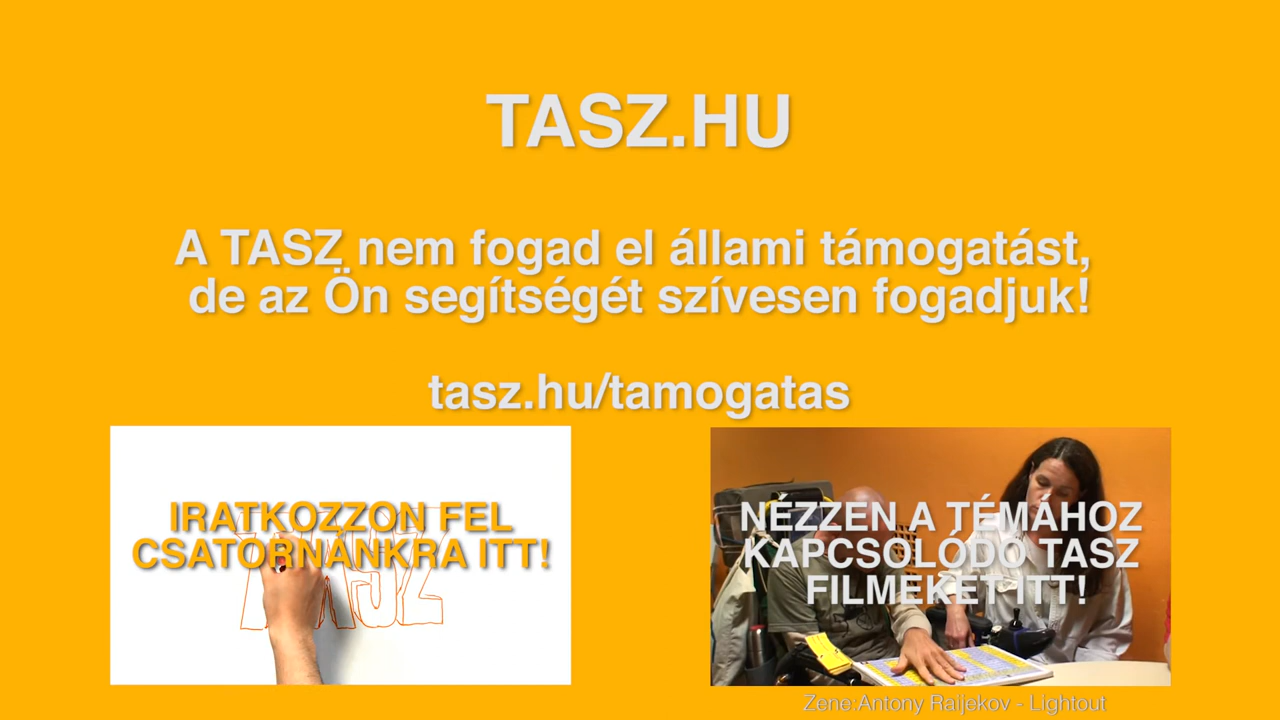 TASZ.HU
A TASZ nem fogad el állami támogatást,
de az Ön segítségét szívesen fogadjuk!
tasz.hu/tamogatas
IRATKOZZON FEL
CSATORNÁNKRA ITT!
TASZ
NÉZZEN A TÉMÁHOZ
KAPCSOLÓDÓ TASZ
FILMEKET ITT!
Zene:Antony Raijekov - Lightout